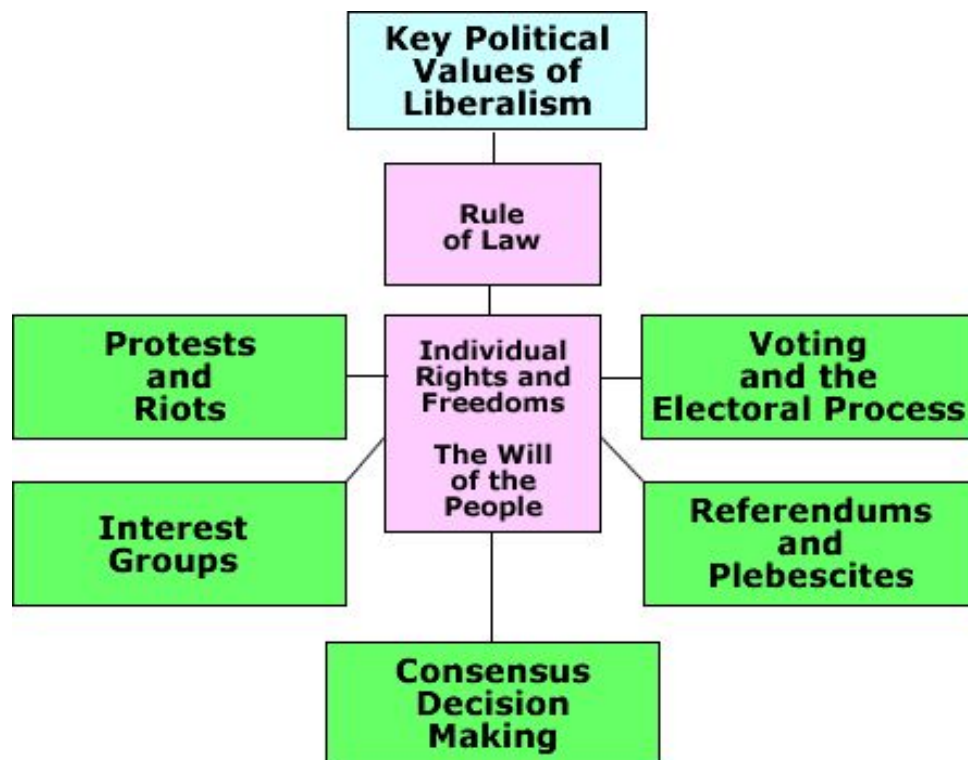 Key Political
Values of
Liberalism
Rule
of Law
Protests
and
Riots
Individual
Rights and
Freedoms
The Will
of the
People
Voting
and the
Electoral Process
Interest
Groups
Referendums
and
Plebescites
Consensus
Decision
Making